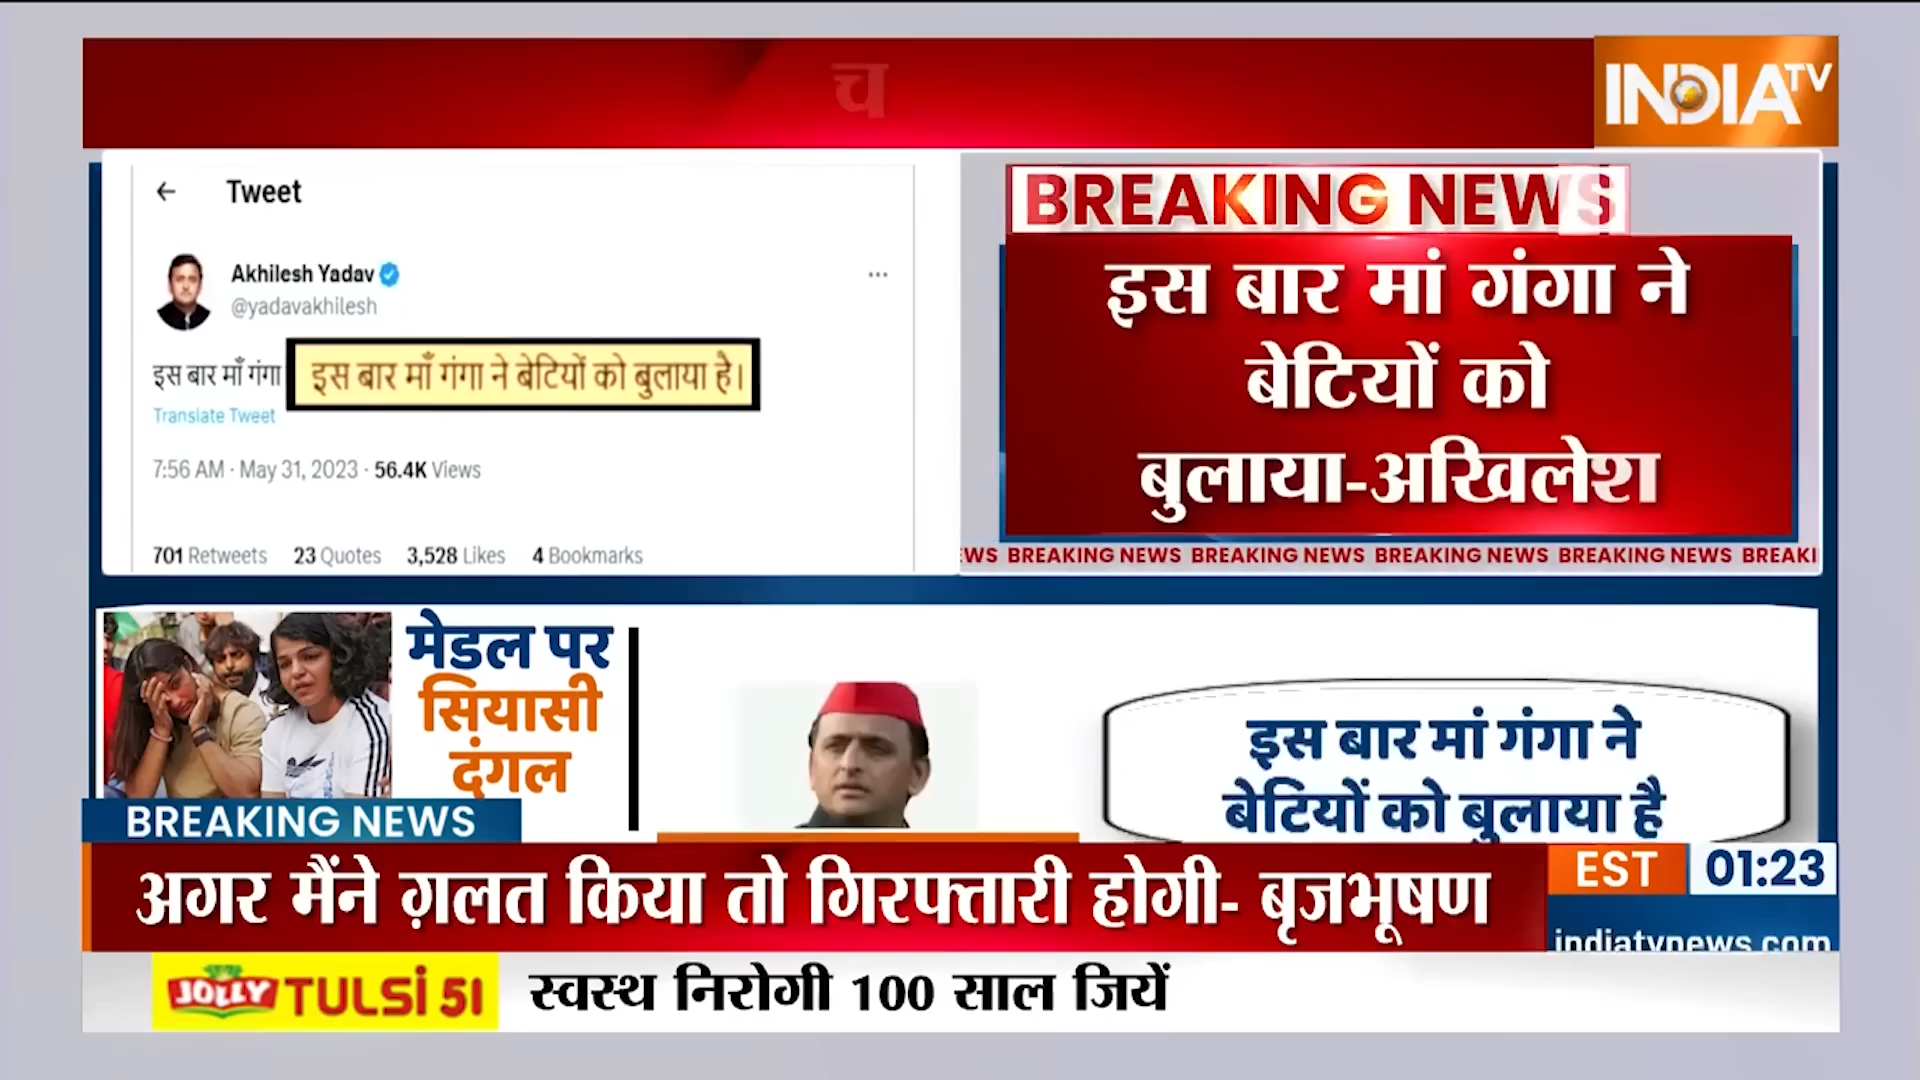 च
INDIA TV
Tweet
Akhilesh Yadav
@yadavakhilesh
इस बार माँ गंगा
इस बार माँ गंगा ने बेटियों को बुलाया है।
Translate Tweet
7:56 AM · May 31, 2023 · 56.4K Views
701 Retweets 23 Quotes 3,528 Likes 4 Bookmarks
BREAKING NEWS
इस बार मां गंगा ने
बेटियों को
बुलाया-अखिलेश
EWS BREAKING NEWS BREAKING NEWS BREAKING NEWS BREAKING NEWS BREAKI
मेडल पर
सियासी
दंगल
इस बार मां गंगा ने
बेटियों को बुलाया है
BREAKING NEWS
अगर मैंने ग़लत किया तो गिरफ्तारी होगी- बृजभूषण
EST 01:23
indiatvnews.com
JOLLY TULSi 51
स्वस्थ निरोगी 100 साल जियें